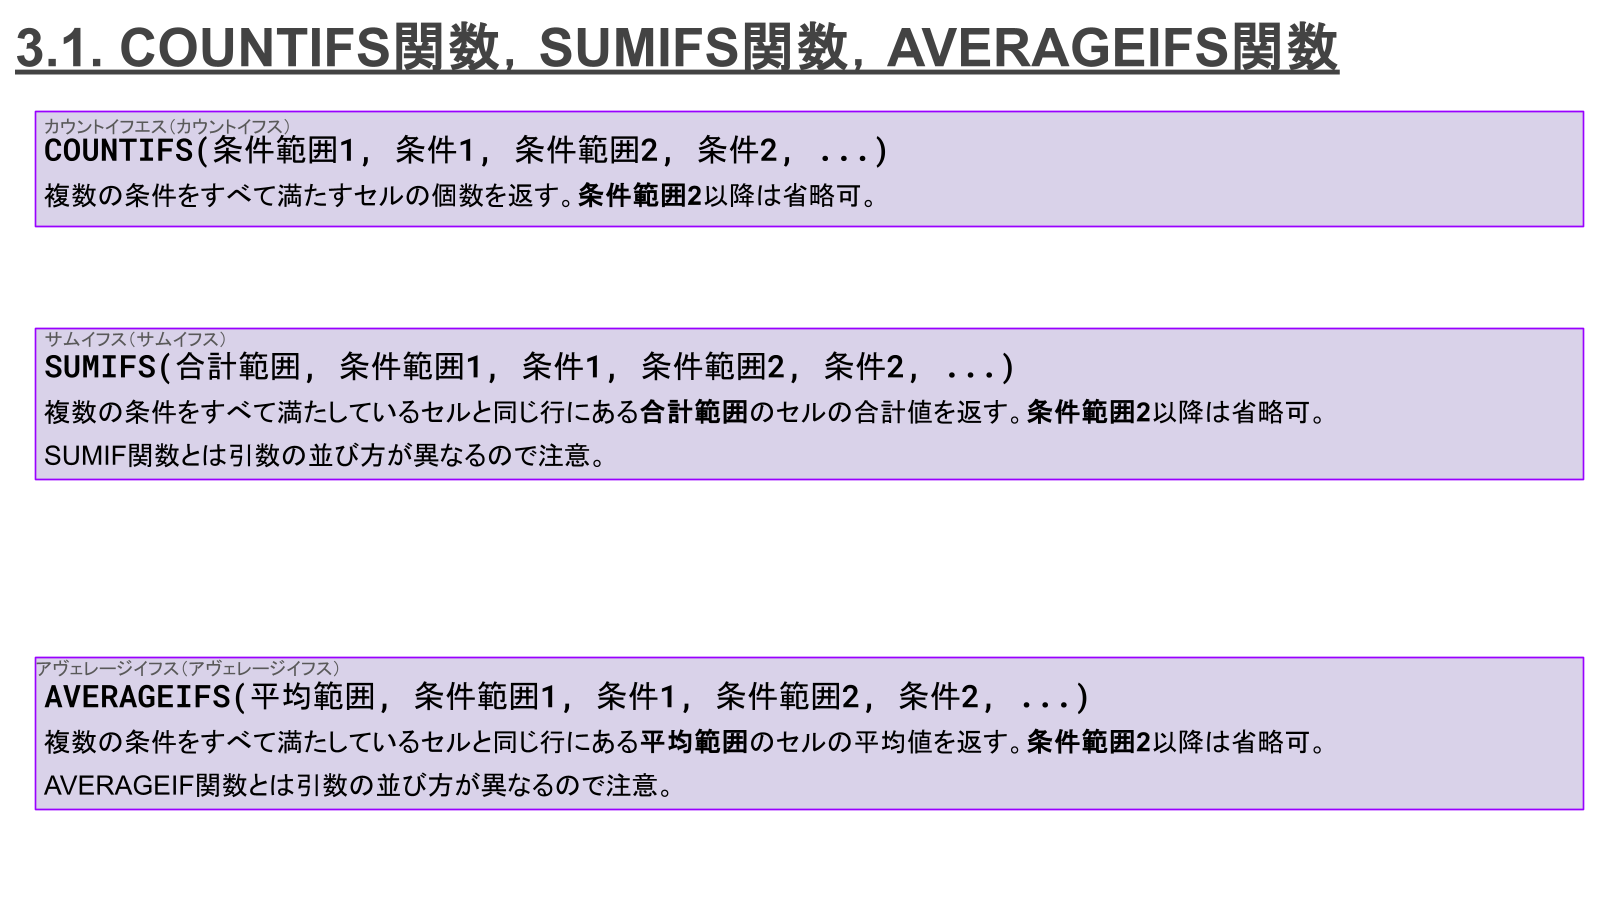 3.1. COUNTIFS関数，SUMIFS関数，AVERAGEIFS関数
カウントイフエス（カウントイフス）
COUNTIFS(条件範囲1, 条件1, 条件範囲2, 条件2, ...)
複数の条件をすべて満たすセルの個数を返す。条件範囲2以降は省略可。
サムイフス（サムイフス）
SUMIFS(合計範囲, 条件範囲1, 条件1, 条件範囲2, 条件2, ...)
複数の条件をすべて満たしているセルと同じ行にある合計範囲のセルの合計値を返す。条件範囲2以降は省略可。
SUMIF関数とは引数の並び方が異なるので注意。
アヴェレージイフス（アヴェレージイフス）
AVERAGEIFS(平均範囲, 条件範囲1, 条件1, 条件範囲2, 条件2, ...)
複数の条件をすべて満たしているセルと同じ行にある平均範囲のセルの平均値を返す。条件範囲2以降は省略可。
AVERAGEIF関数とは引数の並び方が異なるので注意。